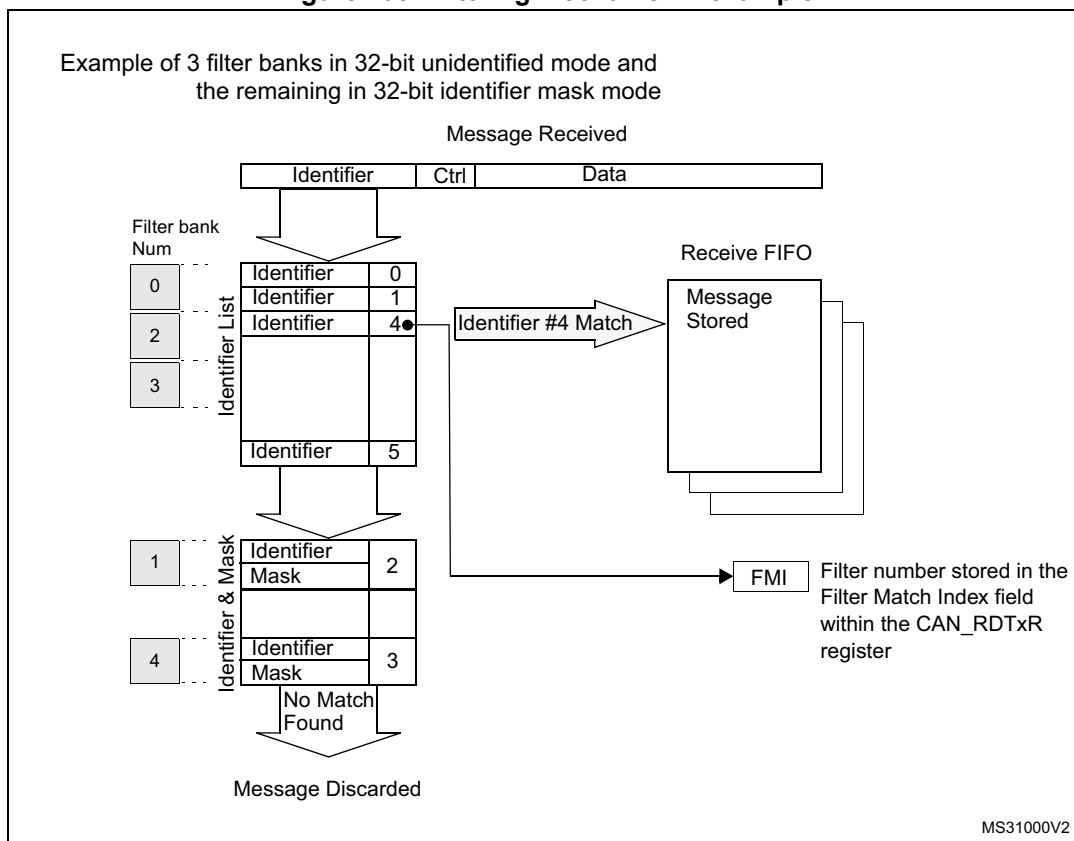 Example of 3 filter banks in 32-bit unidentified mode and
the remaining in 32-bit identifier mask mode
Message Received
Identifier Ctrl Data
Filter bank
Num
Receive FIFO
0
2
3
Identifier List
Identifier 0
Identifier 1
Identifier 4
Identifier 5
Identifier #4 Match
Message
Stored
1
4
Identifier & Mask
Identifier
Mask
2
Identifier
Mask
3
FMI
Filter number stored in the
Filter Match Index field
within the CAN_RDTxR
register
No Match
Found
Message Discarded
MS31000V2